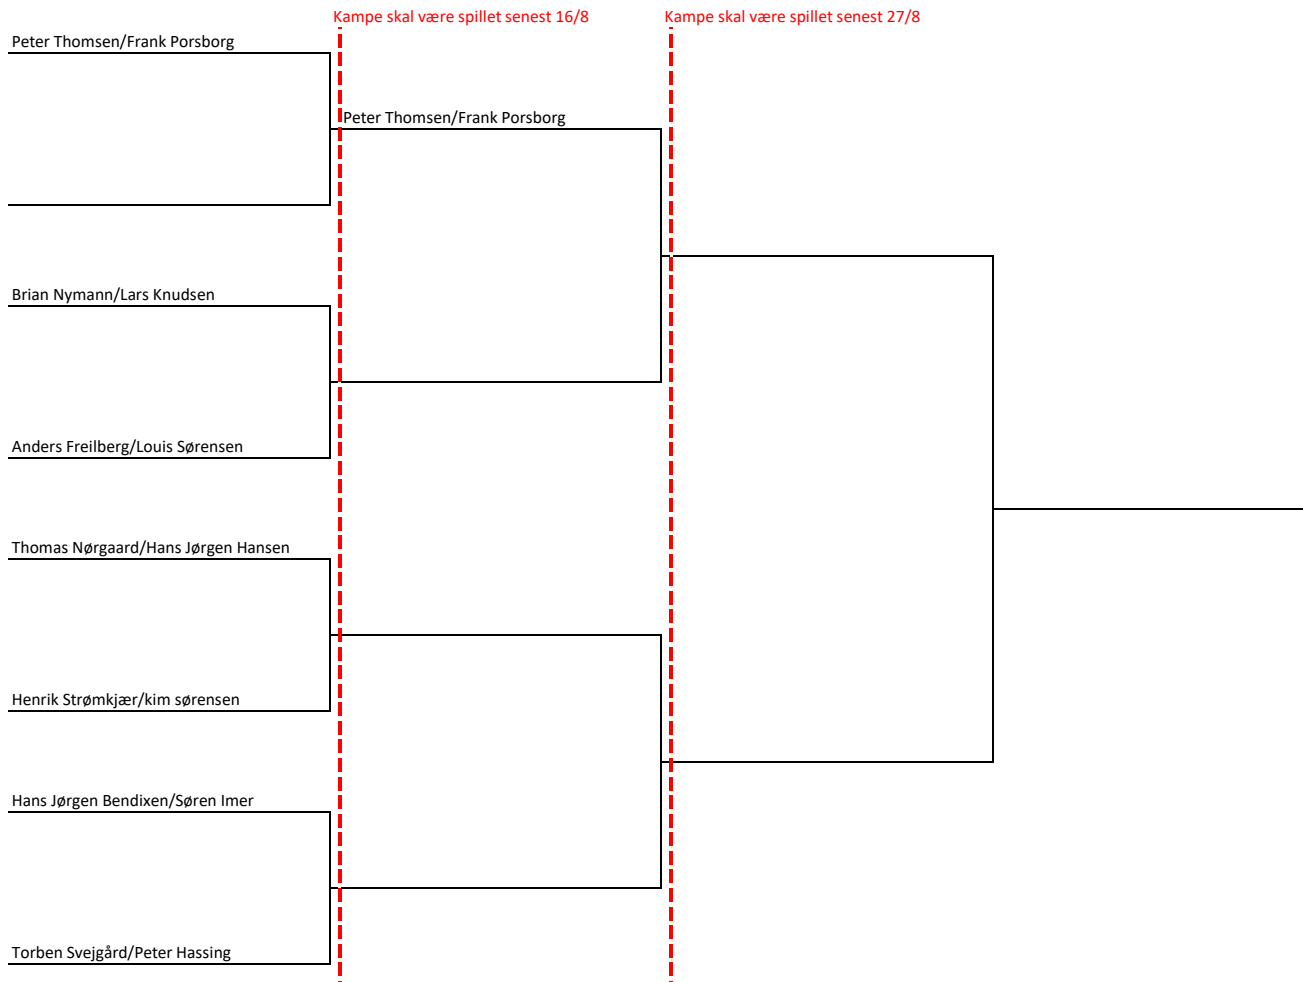 Kampe skal være spillet senest 16/8
Kampe skal være spillet senest 27/8
Peter Thomsen/Frank Porsborg
Peter Thomsen/Frank Porsborg
Brian Nymann/Lars Knudsen
Anders Freilberg/Louis Sørensen
Thomas Nørgaard/Hans Jørgen Hansen
Henrik Strømkjær/kim sørensen
Hans Jørgen Bendixen/Søren Imer
Torben Svejgård/Peter Hassing